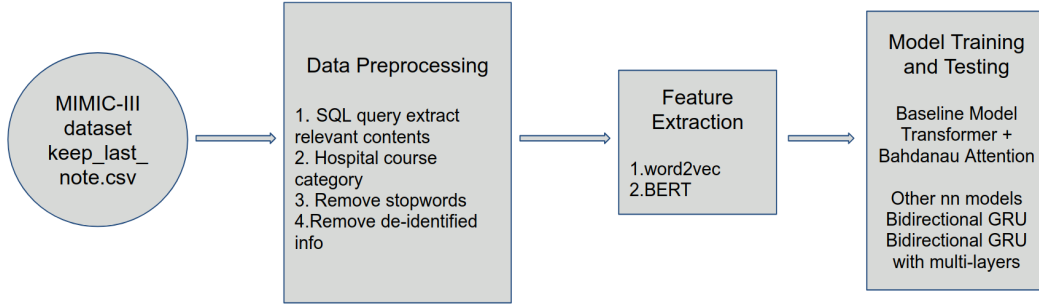 MIMIC-III
dataset
keep_last_
note.csv
Data Preprocessing
1. SQL query extract
relevant contents
2. Hospital course
category
3. Remove stopwords
4.Remove de-identified
info
Feature
Extraction
1.word2vec
2.BERT
Model Training
and Testing
Baseline Model
Transformer +
Bahdanau Attention
Other nn models
Bidirectional GRU
Bidirectional GRU
with multi-layers